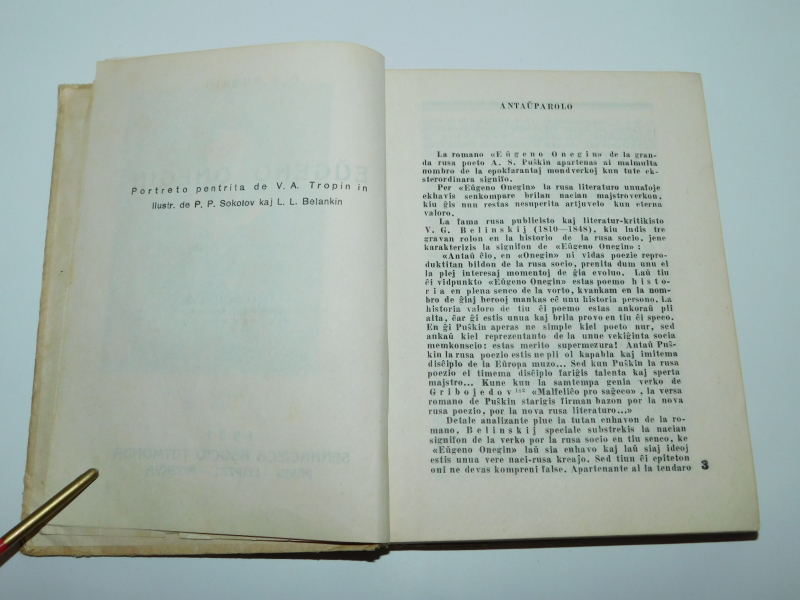 Portreto pentrita de V. A. Tropin in
Ilustr. de P. P. Sokolov kaj L. L. Belankin
ANTAŬPAROLO
La romano «Eŭgeno Onegin» de la gran-
da rusa poeto A. S. Puŝkin apartenas al malmulta
nombro de la epokfarantaj mondverkoj kun tute ek-
sterordinara signifo.
Per «Eŭgeno Onegin» la rusa literaturo unuafoje
ekhavis senkompare brilan nacian majstroverkon,
kiu ĝis nun restas nesuperita artjuvelo kun eterna
valoro.
La fama rusa publicisto kaj literatur-kritikisto
V. G. Belinskij (1810—1848), kiu ludis tre
gravan rolon en la historio de la rusa socio, jene
karakterizis la signifon de «Eŭgeno Onegin»:
«Antaŭ ĉio, en «Onegin» ni vidas poezie repro-
duktitan bildon de la rusa socio, prenita dum unu el
la plej interesaj momentoj de ĝia evoluo. Laŭ tiu
ĉi vidpunkto «Eŭgeno Onegin» estas poemo histo-
ria en plena senco de la vorto, kvankam en la nom-
bro de ĝiaj herooj mankas eĉ unu historia persono. La
historia valoro de tiu ĉi poemo estas ankoraŭ pli
alta, ĉar ĝi estis unua kaj brila provo en tiu ĉi speco.
En ĝi Puŝkin aperas ne simple kiel poeto nur, sed
ankaŭ kiel reprezentanto de la unue vekiĝinta socia
memkonscio: estas merito supermezura! Antaŭ Puŝ-
kin la rusa poezio estis ne pli ol kapabla kaj imitema
disĉiplo de la Eŭropa muzo... Sed kun Puŝkin la rusa
poezio el timema disĉiplo fariĝis talenta kaj sperta
majstro... Kune kun la samtempa genia verko de
Gribojedov¹⁶² «Malfeliĉo pro saĝeco», la versa
romano de Puŝkin starigis firman bazon por la nova
rusa poezio, por la nova rusa literaturo...»
Detale analizante plue la tutan enhavon de la ro-
mano, Belinskij speciale substrekis la nacian
signifon de la verko por la rusa socio en tiu senco, ke
«Eŭgeno Onegin» laŭ sia enhavo kaj laŭ siaj ideoj
estis unua vere naci-rusa kreaĵo. Sed tiun ĉi epiteton
oni ne devas kompreni false. Apartenante al la tendaro
3